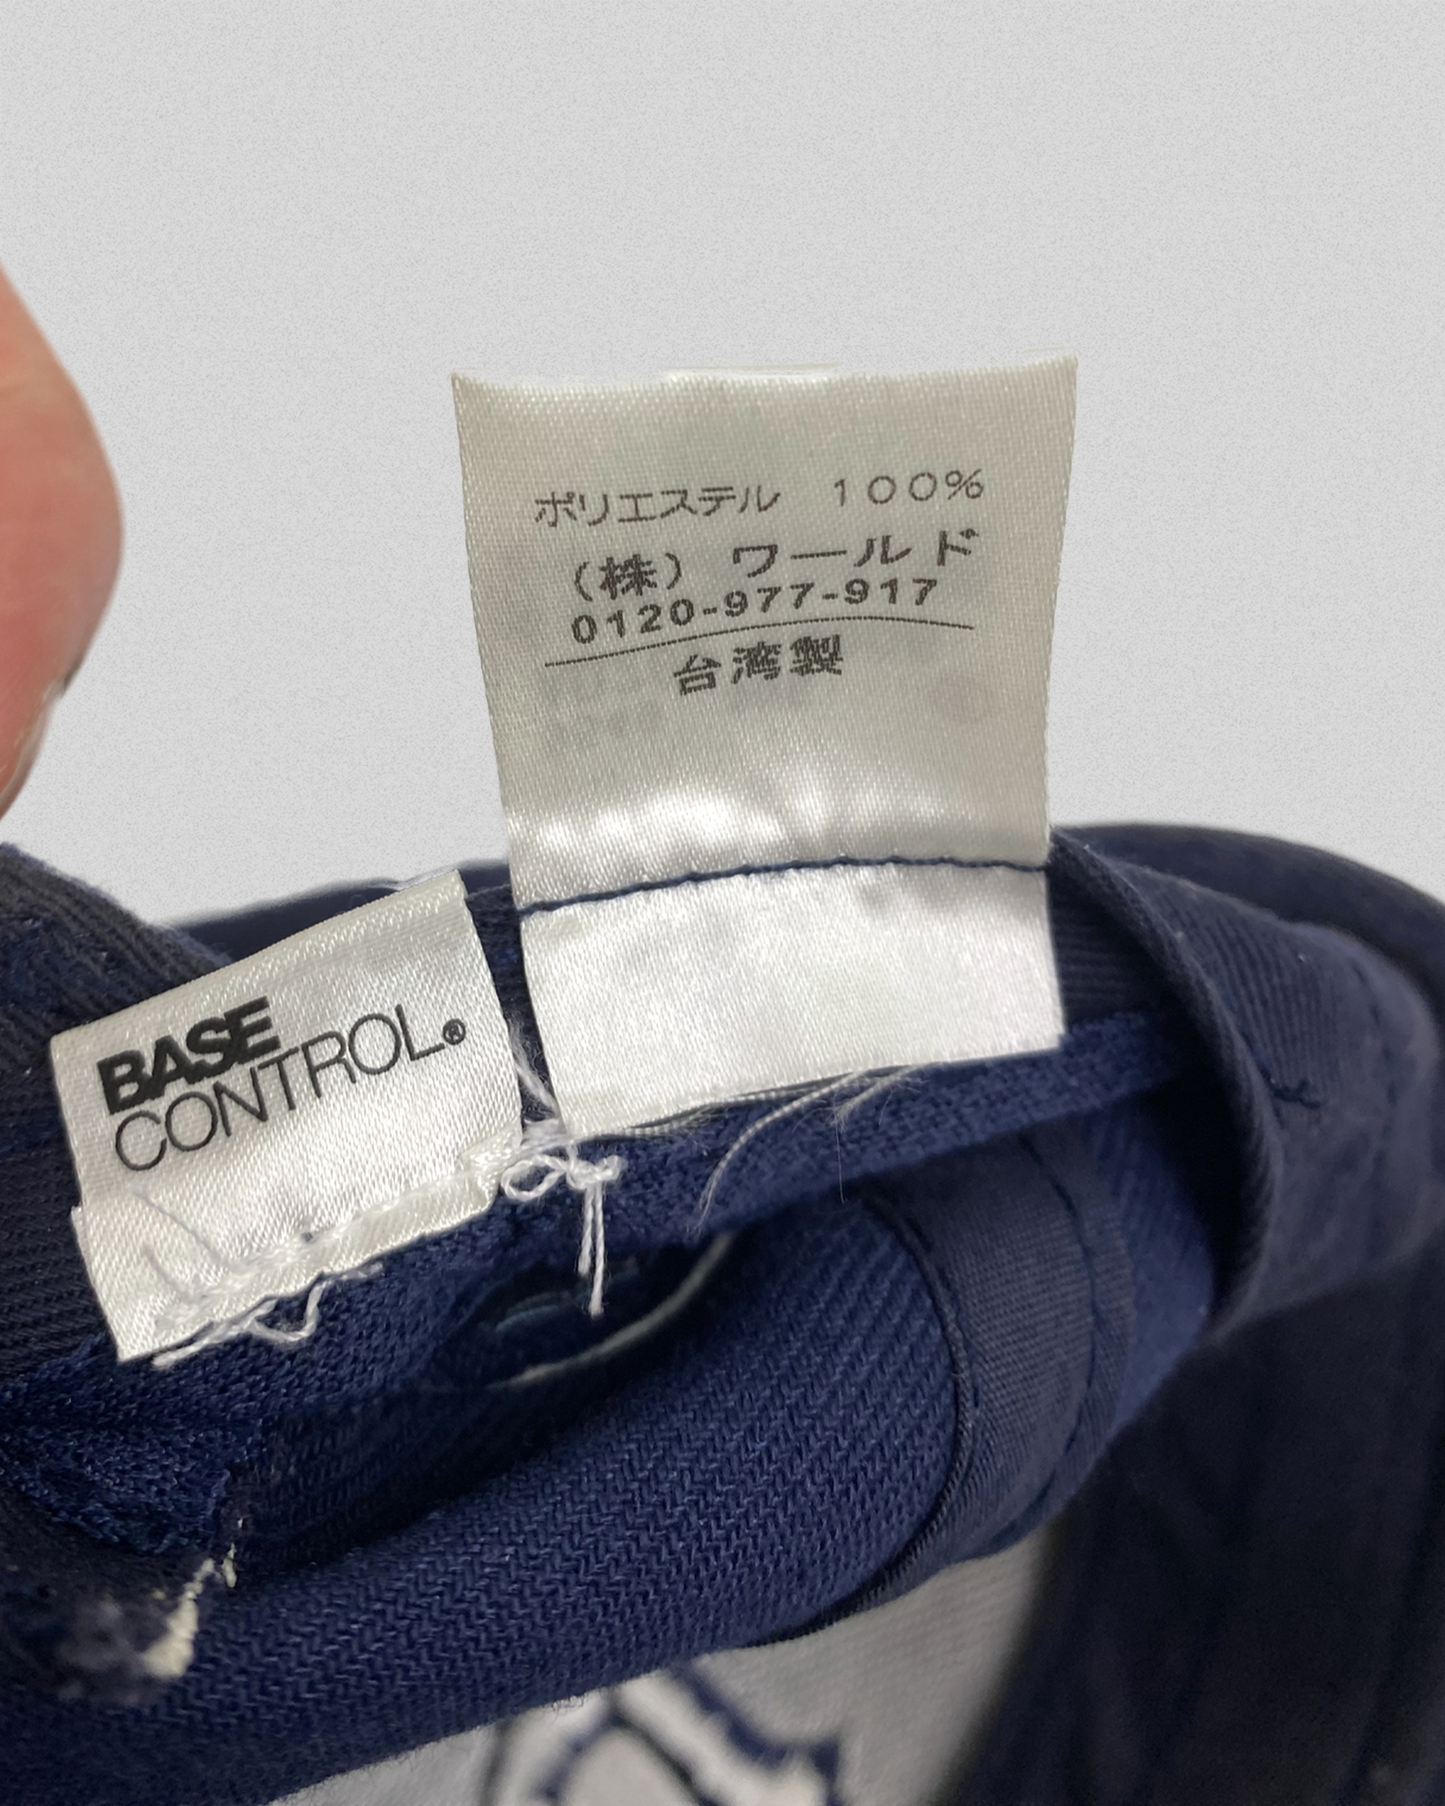 ポリエステル　100%
（株）　ワールド
0120-977-917
台湾製
BASE
CONTROL®